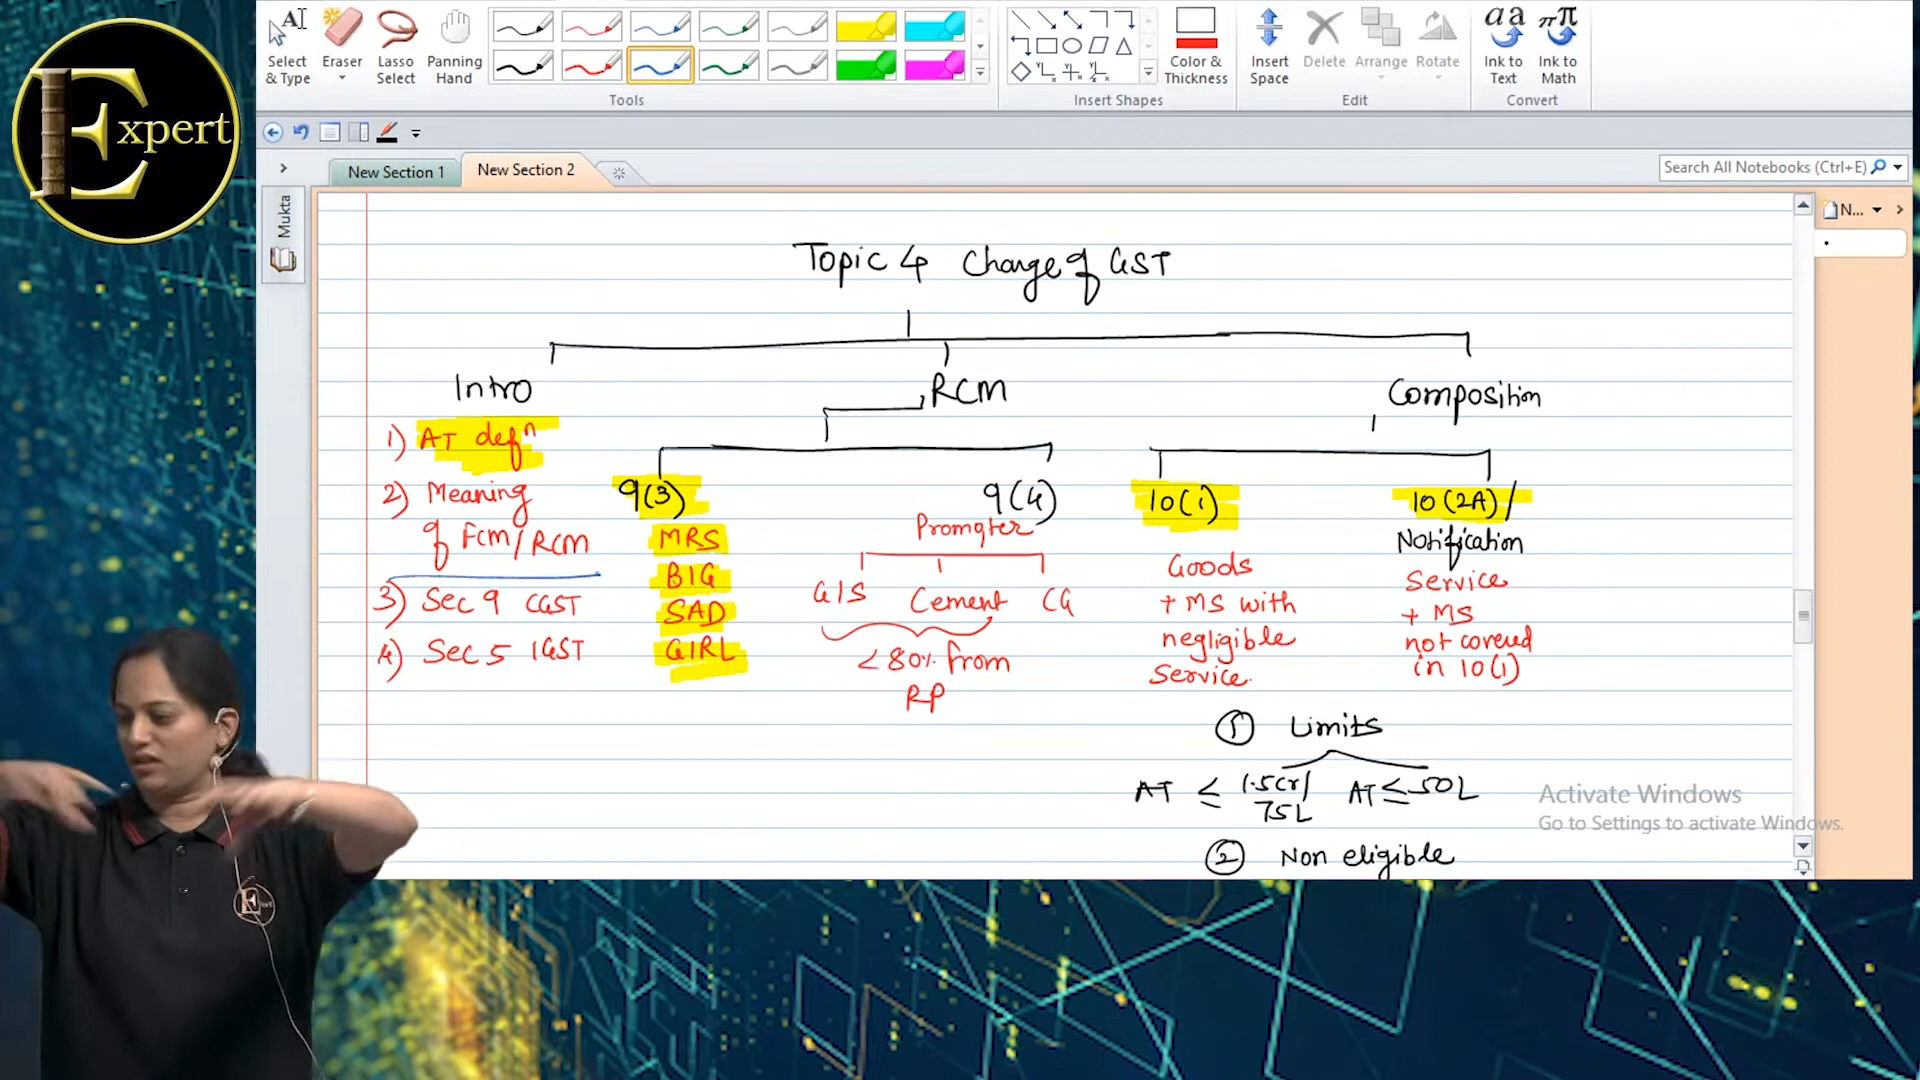 Expert
Select & Type
Eraser
Lasso Select
Panning Hand
Tools
Insert Shapes
Color & Thickness
Insert Space
Delete
Arrange
Rotate
Edit
Ink to Text
Ink to Math
Convert
New Section 1
New Section 2
Search All Notebooks (Ctrl+E)
Mukta
N...
Topic 4 Charge of GST
Intro
RCM
Composition
1) AT defn
2) Meaning
of FCM/RCM
3) Sec 9 CGST
4) Sec 5 IGST
9(3)
MRS
BIG
SAD
GIRL
9(4)
Promoter
G/S
Cement
CG
<80% from
RP
10(1)
Goods
+ MS with
negligible
Service.
10(2A)/
Notification
Service
+ MS
not covered
in 10(1)
① Limits
AT ≤ 1.5Cr/
75L
AT ≤ 50L
② Non eligible
Activate Windows
Go to Settings to activate Windows.